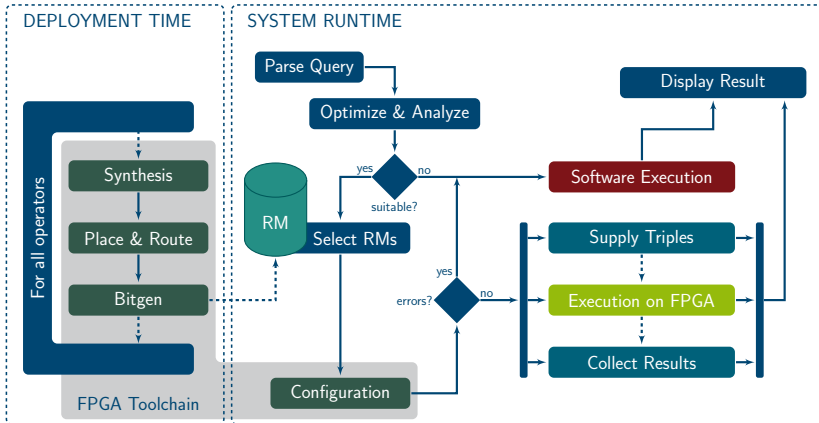 DEPLOYMENT TIME
SYSTEM RUNTIME
For all operators
Synthesis
Place & Route
Bitgen
FPGA Toolchain
Parse Query
Optimize & Analyze
yes
no
suitable?
RM
Select RMs
Configuration
yes
errors?
no
Display Result
Software Execution
Supply Triples
Execution on FPGA
Collect Results